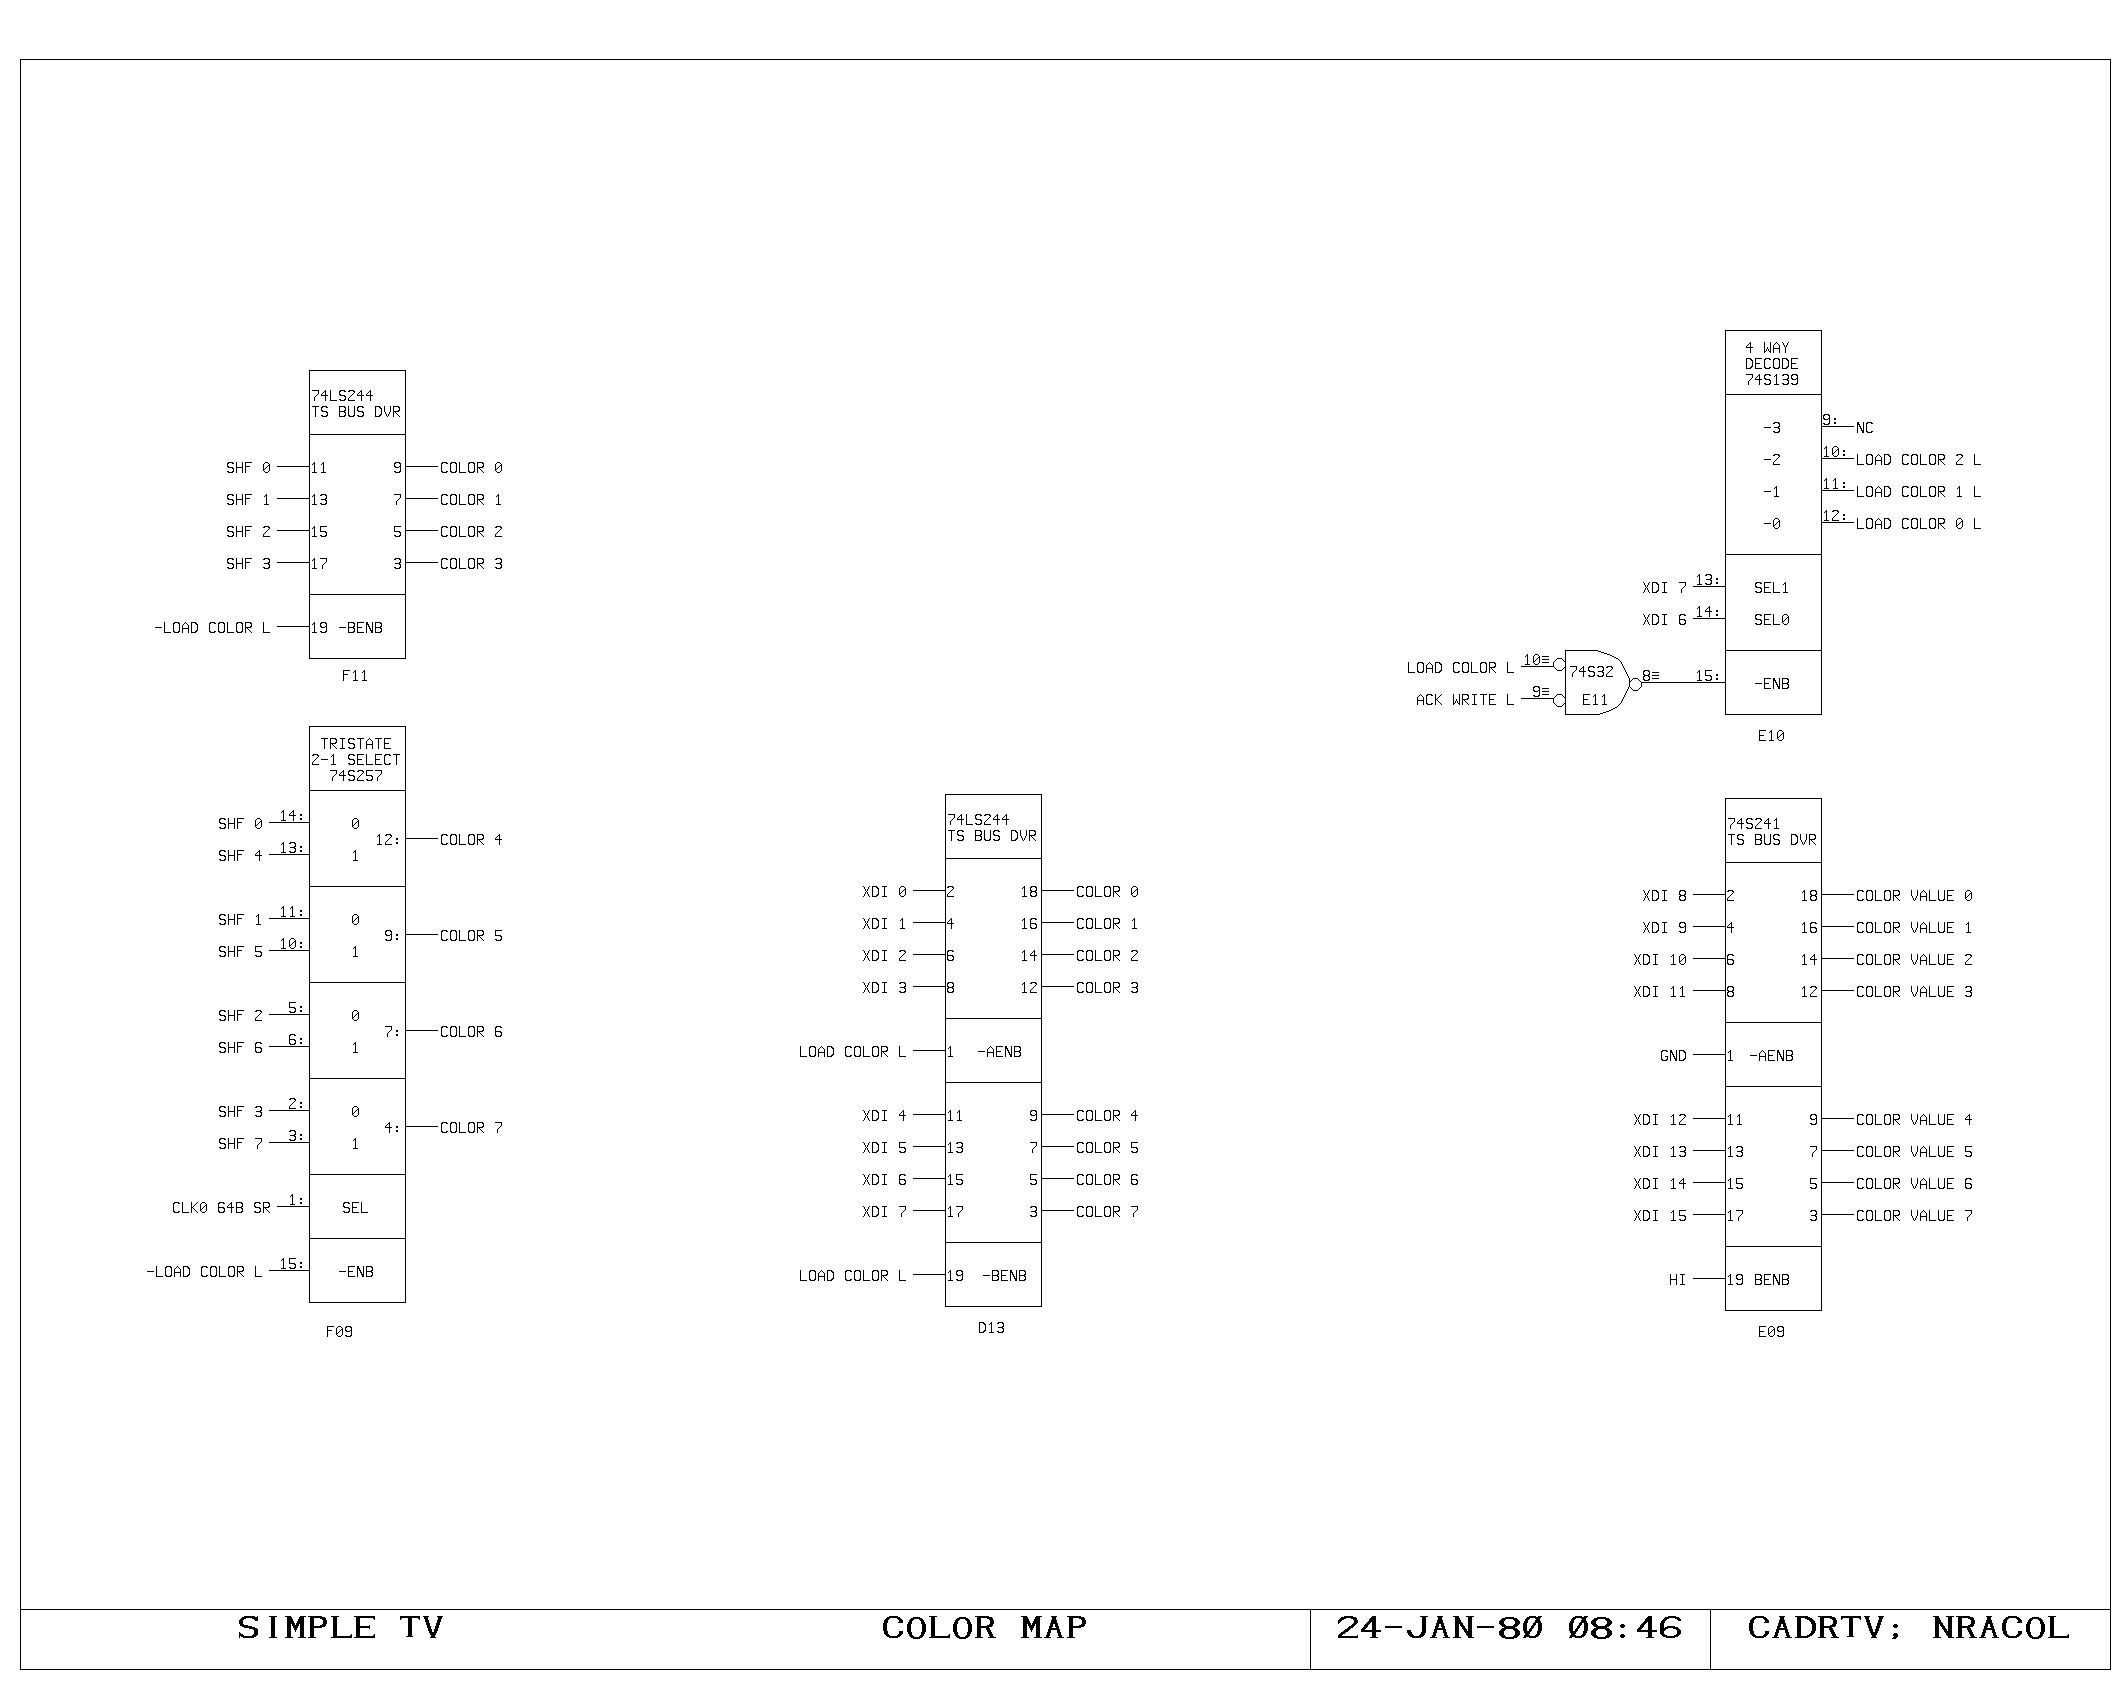 74LS244
TS BUS DVR
SHF 0 11 9 COLOR 0
SHF 1 13 7 COLOR 1
SHF 2 15 5 COLOR 2
SHF 3 17 3 COLOR 3
-LOAD COLOR L 19 -BENB
F11
TRISTATE
2-1 SELECT
74S257
SHF 0 14: 0
12: COLOR 4
SHF 4 13: 1
SHF 1 11: 0
9: COLOR 5
SHF 5 10: 1
SHF 2 5: 0
7: COLOR 6
SHF 6 6: 1
SHF 3 2: 0
4: COLOR 7
SHF 7 3: 1
CLK0 64B SR 1: SEL
-LOAD COLOR L 15: -ENB
F09
74LS244
TS BUS DVR
XDI 0 2 18 COLOR 0
XDI 1 4 16 COLOR 1
XDI 2 6 14 COLOR 2
XDI 3 8 12 COLOR 3
LOAD COLOR L 1 -AENB
XDI 4 11 9 COLOR 4
XDI 5 13 7 COLOR 5
XDI 6 15 5 COLOR 6
XDI 7 17 3 COLOR 7
LOAD COLOR L 19 -BENB
D13
4 WAY
DECODE
74S139
-3 9: NC
-2 10: LOAD COLOR 2 L
-1 11: LOAD COLOR 1 L
-0 12: LOAD COLOR 0 L
XDI 7 13: SEL1
XDI 6 14: SEL0
LOAD COLOR L 10≡ 74S32 8≡ 15: -ENB
ACK WRITE L 9≡ E11
E10
74S241
TS BUS DVR
XDI 8 2 18 COLOR VALUE 0
XDI 9 4 16 COLOR VALUE 1
XDI 10 6 14 COLOR VALUE 2
XDI 11 8 12 COLOR VALUE 3
GND 1 -AENB
XDI 12 11 9 COLOR VALUE 4
XDI 13 13 7 COLOR VALUE 5
XDI 14 15 5 COLOR VALUE 6
XDI 15 17 3 COLOR VALUE 7
HI 19 BENB
E09
SIMPLE TV COLOR MAP 24-JAN-80 08:46 CADRTV; NRACOL